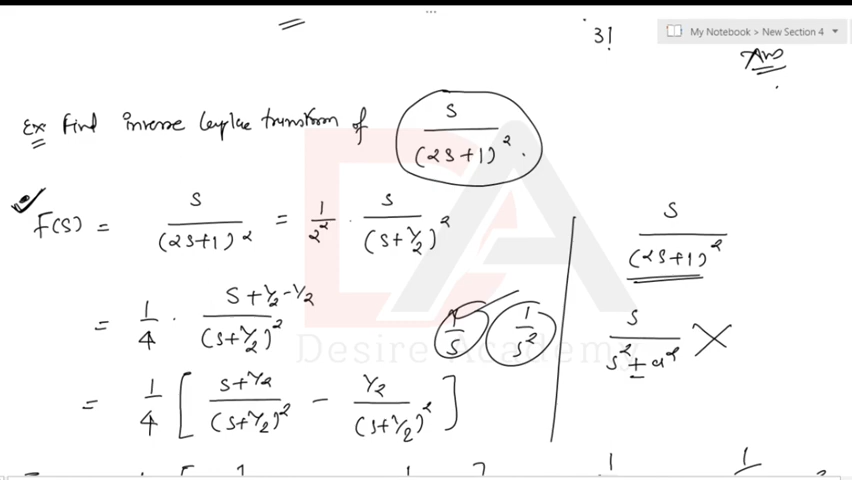 3!
My Notebook > New Section 4
Ans
Ex Find inverse Laplace transform of s/(2s+1)²
F(s) = s/(2s+1)² = 1/2² · s/(s+1/2)²
= 1/4 · (s+1/2-1/2)/(s+1/2)²
= 1/4 [ (s+1/2)/(s+1/2)² - (1/2)/(s+1/2)² ]
1/s 1/s²
s/(2s+1)²
s/(s²±a²) ×
Desire Academy